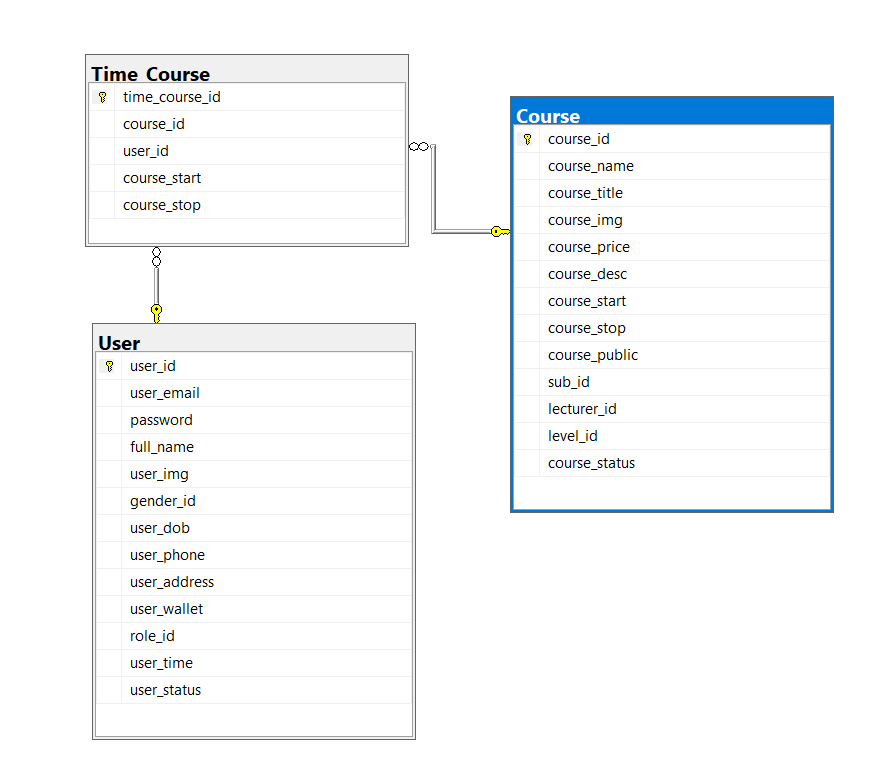 Time_Course
time_course_id
course_id
user_id
course_start
course_stop
Course
course_id
course_name
course_title
course_img
course_price
course_desc
course_start
course_stop
course_public
sub_id
lecturer_id
level_id
course_status
User
user_id
user_email
password
full_name
user_img
gender_id
user_dob
user_phone
user_address
user_wallet
role_id
user_time
user_status